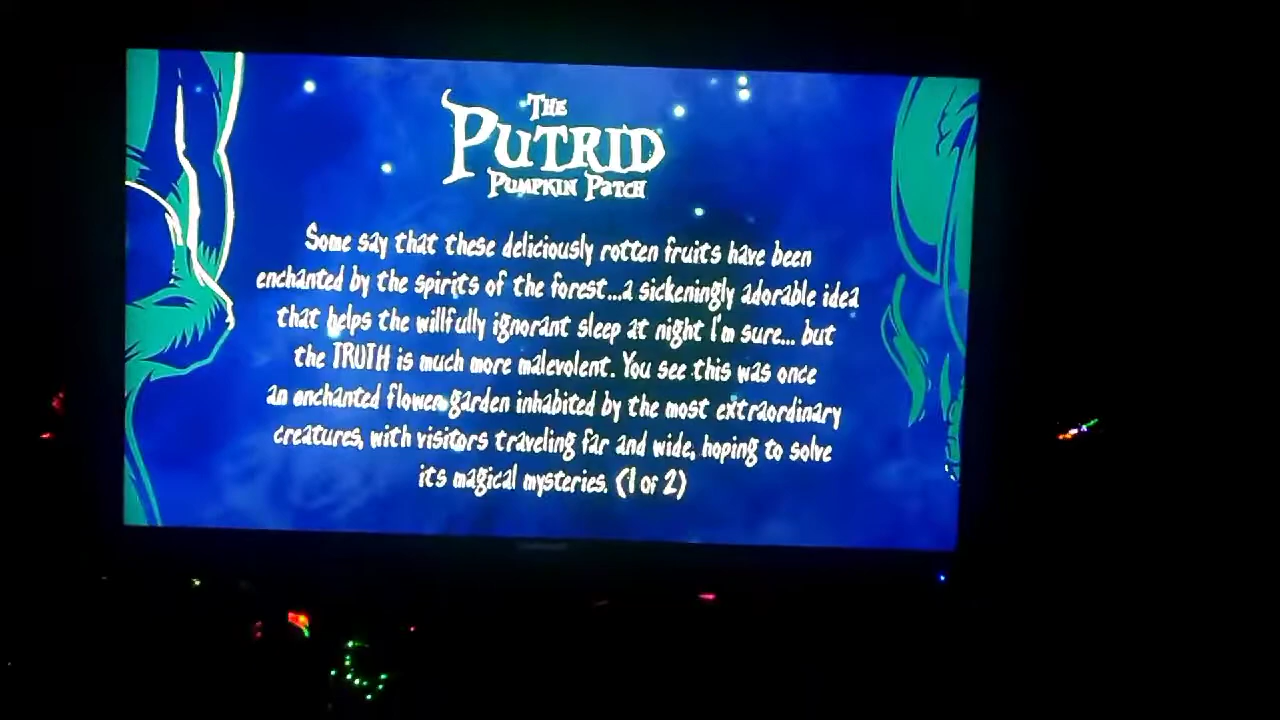 The
Putrid
Pumpkin Patch
Some say that these deliciously rotten fruits have been
enchanted by the spirits of the forest...a sickeningly adorable idea
that helps the willfully ignorant sleep at night I'm sure... but
the TRUTH is much more malevolent. You see this was once
an enchanted flower garden inhabited by the most extraordinary
creatures, with visitors traveling far and wide, hoping to solve
its magical mysteries. (1 of 2)